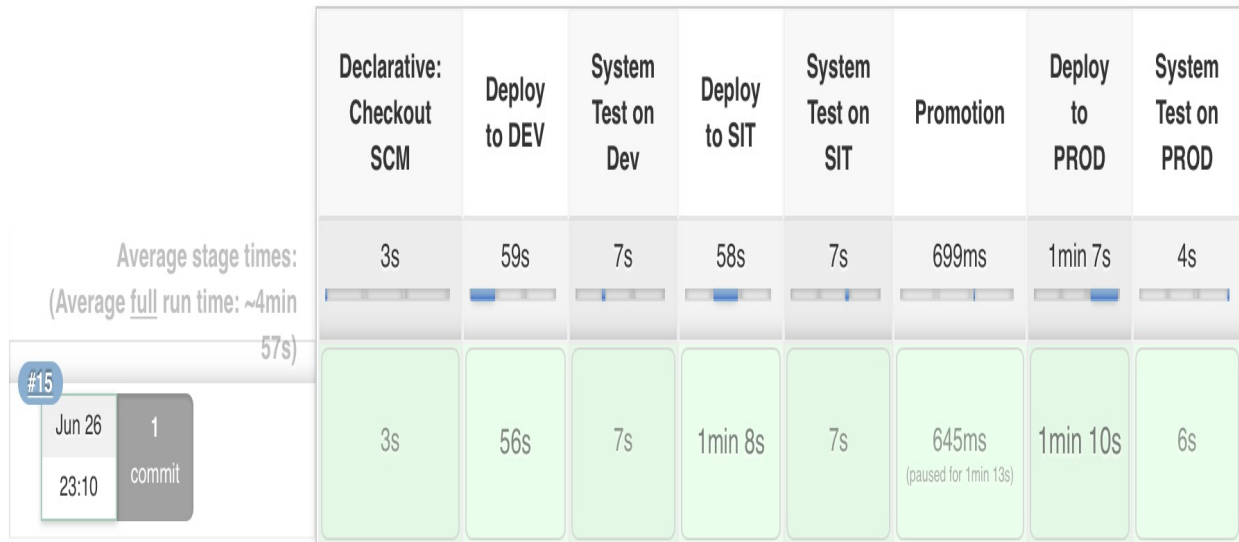 Declarative:
Checkout
SCM
Deploy
to DEV
System
Test on
Dev
Deploy
to SIT
System
Test on
SIT
Promotion
Deploy
to
PROD
System
Test on
PROD
Average stage times:
(Average full run time: ~4min
57s)
3s
59s
7s
58s
7s
699ms
1min 7s
4s
#15
Jun 26
23:10
1
commit
3s
56s
7s
1min 8s
7s
645ms
(paused for 1min 13s)
1min 10s
6s